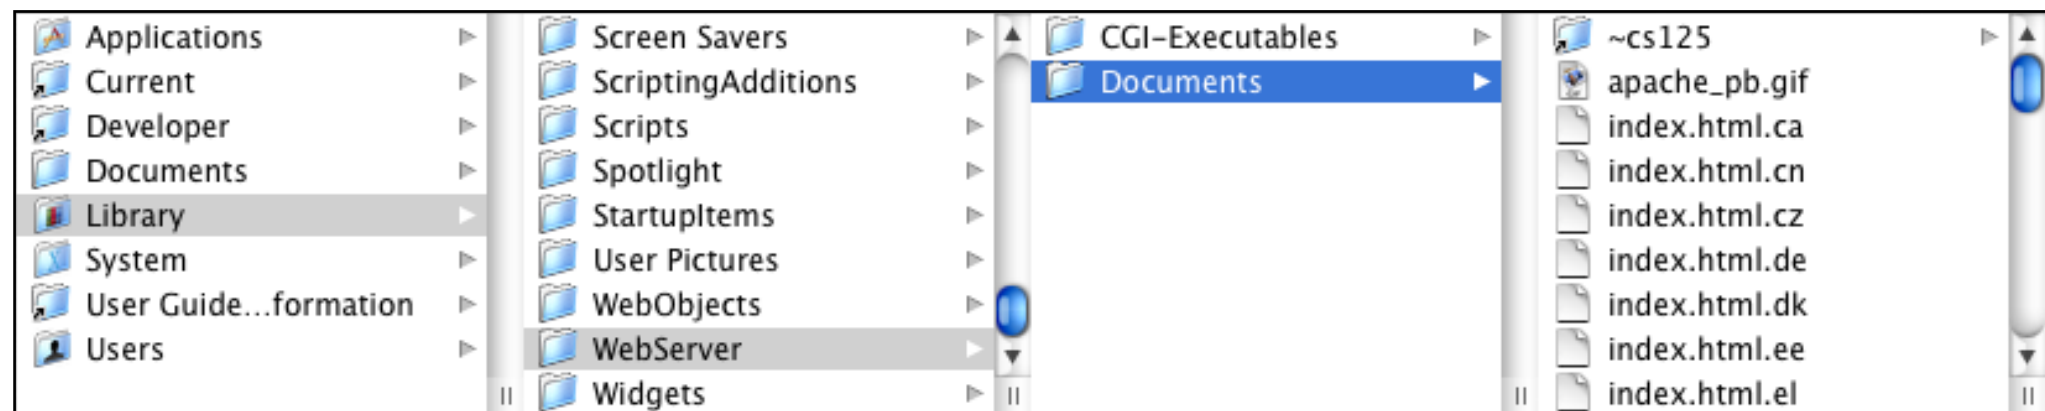 Applications
Current
Developer
Documents
Library
System
User Guide...formation
Users
Screen Savers
ScriptingAdditions
Scripts
Spotlight
StartupItems
User Pictures
WebObjects
WebServer
Widgets
CGI-Executables
Documents
~cs125
apache_pb.gif
index.html.ca
index.html.cn
index.html.cz
index.html.de
index.html.dk
index.html.ee
index.html.el